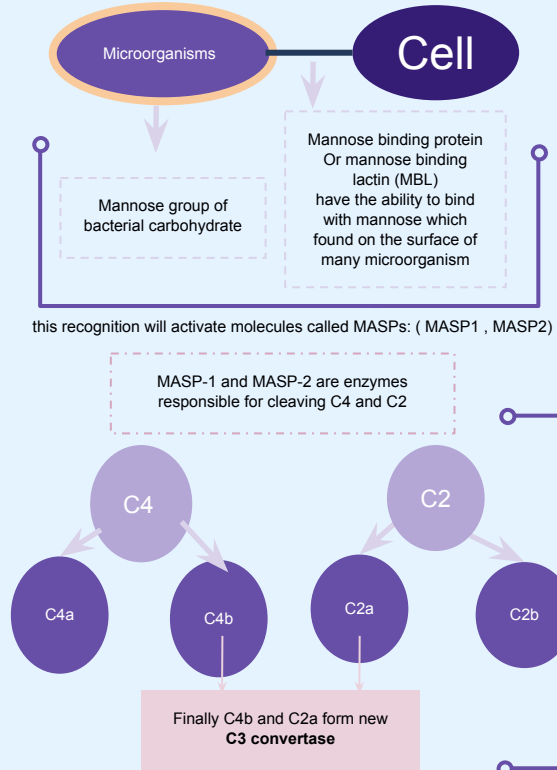 Microorganisms
Cell
Mannose group of
bacterial carbohydrate
Mannose binding protein
Or mannose binding
lactin (MBL)
have the ability to bind
with mannose which
found on the surface of
many microorganism
this recognition will activate molecules called MASPs: ( MASP1 , MASP2)
MASP-1 and MASP-2 are enzymes
responsible for cleaving C4 and C2
C4
C2
C4a
C4b
C2a
C2b
Finally C4b and C2a form new
C3 convertase